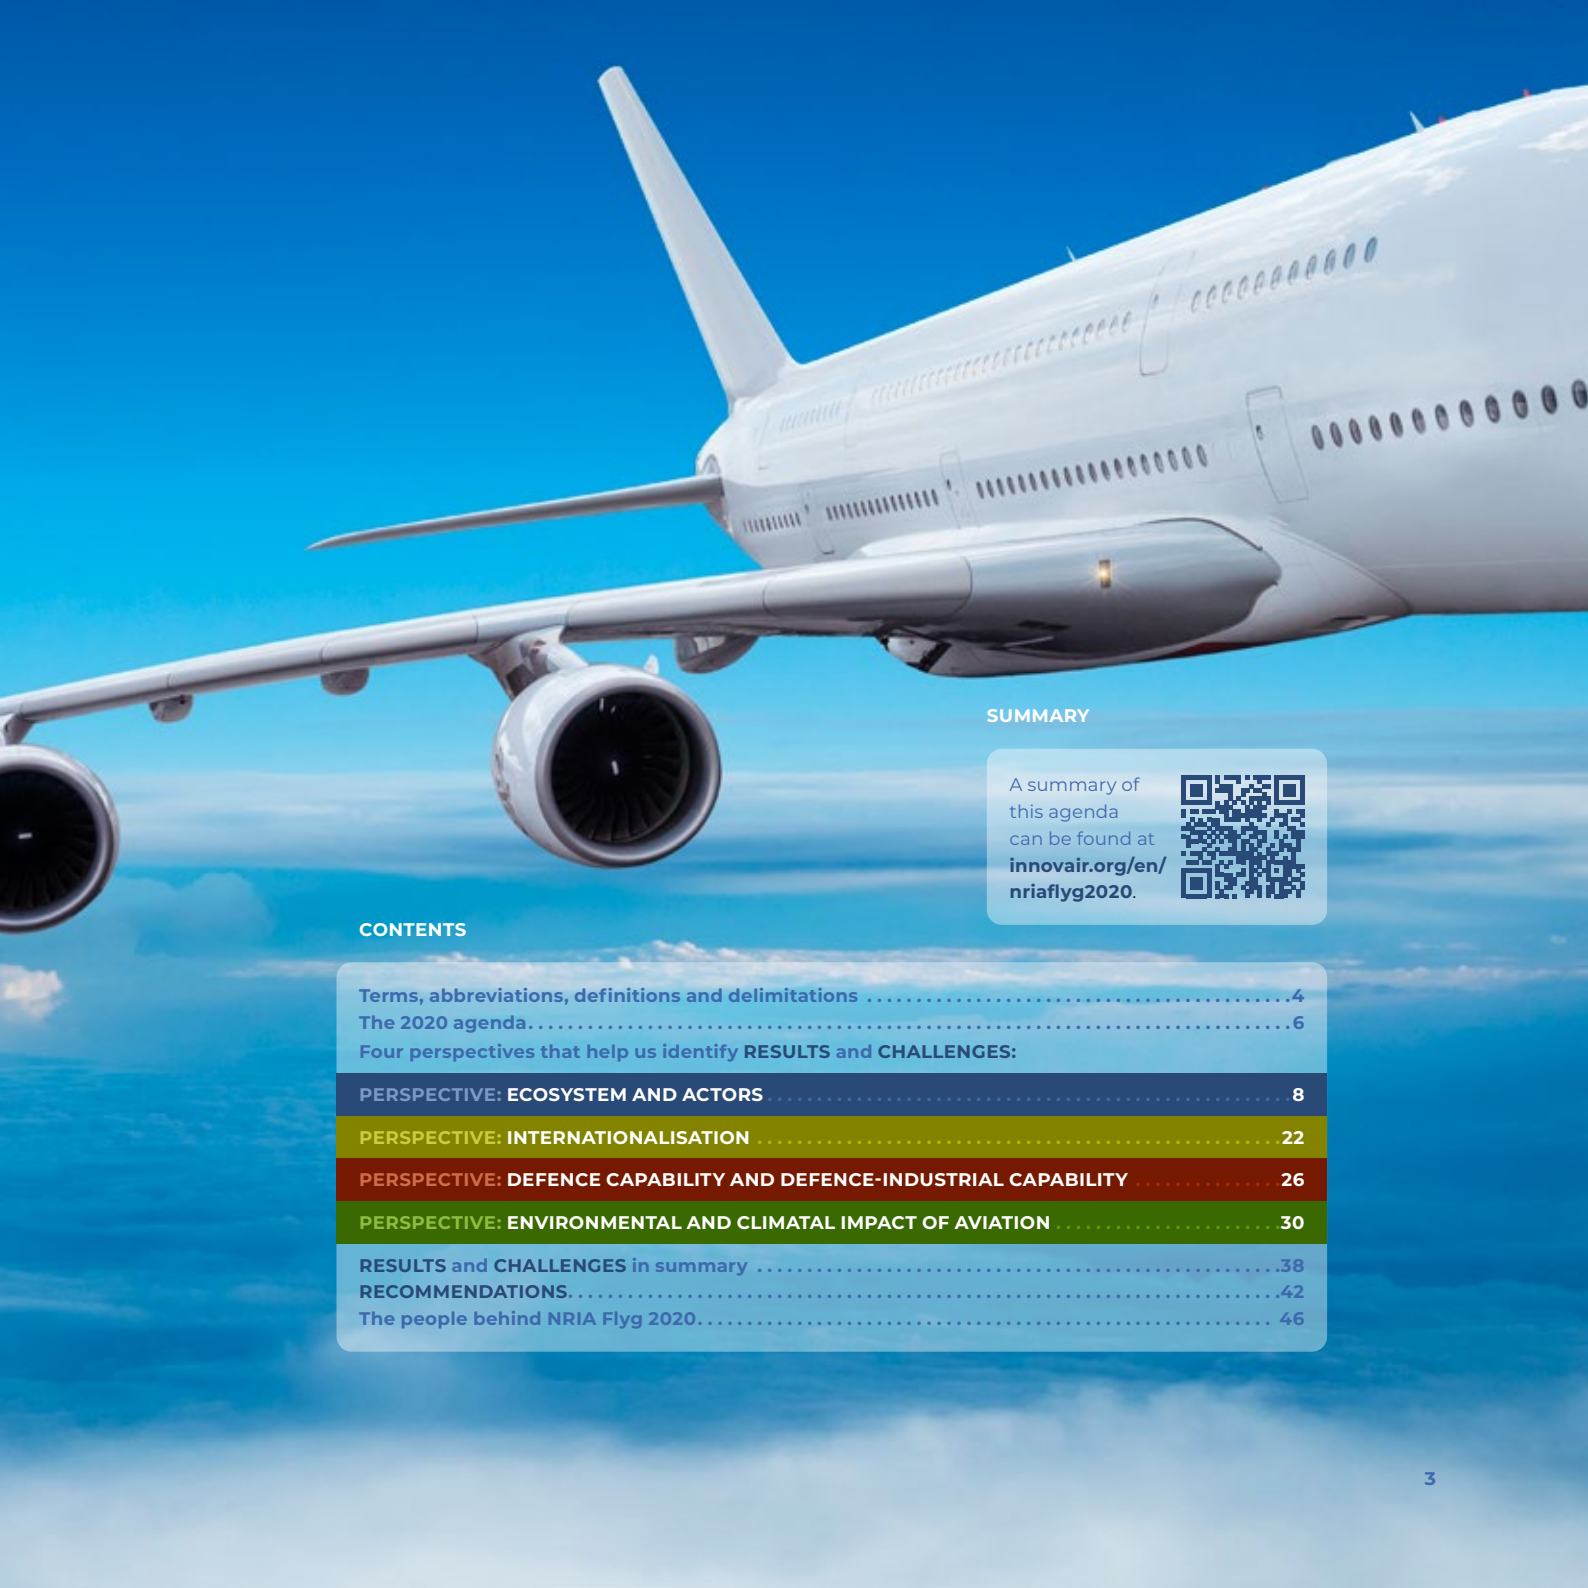 SUMMARY
A summary of
this agenda
can be found at
innovair.org/en/
nriaflyg2020.
CONTENTS
Terms, abbreviations, definitions and delimitations ........................................... 4
The 2020 agenda ............................................................................. 6
Four perspectives that help us identify RESULTS and CHALLENGES:
PERSPECTIVE: ECOSYSTEM AND ACTORS ..................................................... 8
PERSPECTIVE: INTERNATIONALISATION ..................................................... 22
PERSPECTIVE: DEFENCE CAPABILITY AND DEFENCE-INDUSTRIAL CAPABILITY ............... 26
PERSPECTIVE: ENVIRONMENTAL AND CLIMATAL IMPACT OF AVIATION ....................... 30
RESULTS and CHALLENGES in summary ..................................................... 38
RECOMMENDATIONS ........................................................................ 42
The people behind NRIA Flyg 2020 .......................................................... 46
3